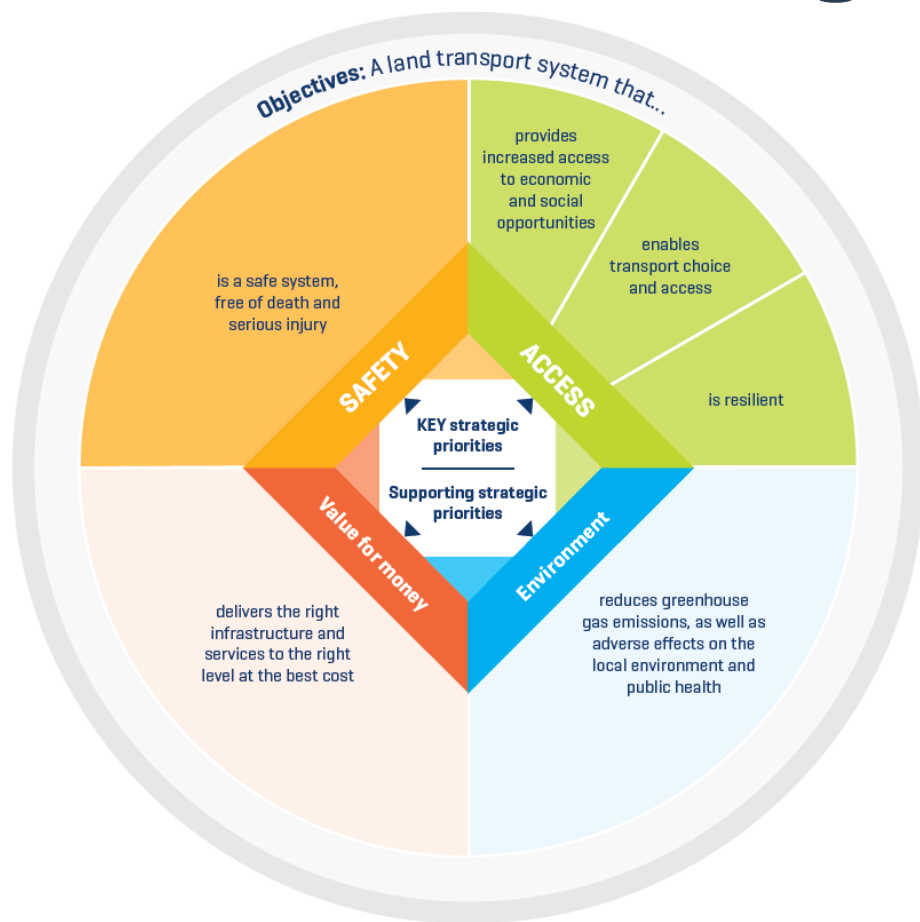 Objectives: A land transport system that...
provides
increased access
to economic
and social
opportunities
enables
transport choice
and access
is resilient
is a safe system,
free of death and
serious injury
SAFETY
ACCESS
KEY strategic
priorities
Supporting strategic
priorities
Value for money
Environment
delivers the right
infrastructure and
services to the right
level at the best cost
reduces greenhouse
gas emissions, as well as
adverse effects on the
local environment and
public health